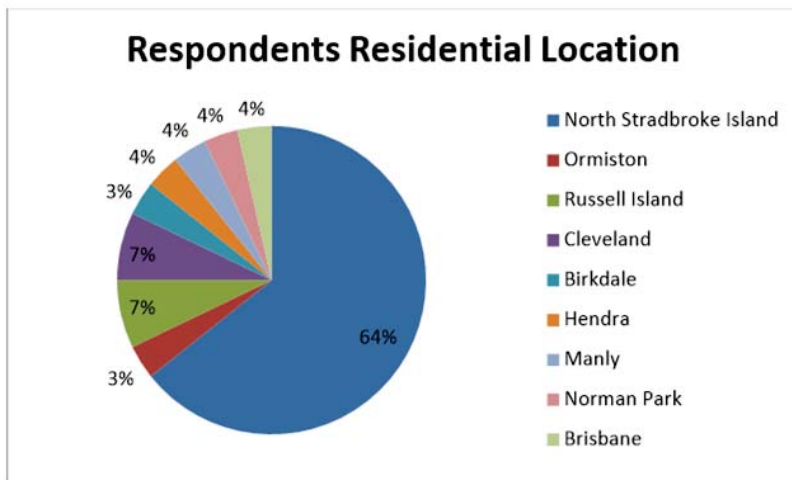 Respondents Residential Location
4%
4%
4%
4%
3%
7%
7%
3%
64%
North Stradbroke Island
Ormiston
Russell Island
Cleveland
Birkdale
Hendra
Manly
Norman Park
Brisbane